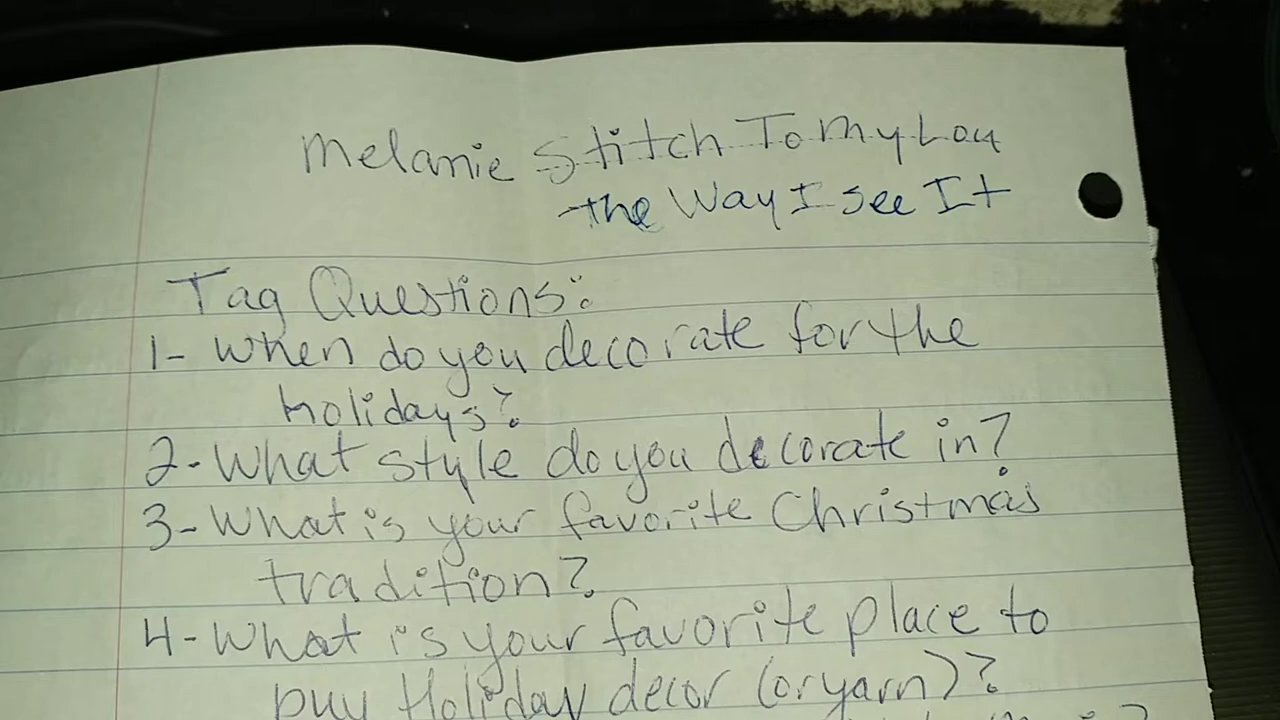 Melanie Stitch To My Lou
the Way I see It
Tag Questions:
1- When do you decorate for the
holidays?
2- What style do you decorate in?
3- What is your favorite Christmas
tradition?
4- What is your favorite place to
buy Holiday decor (or yarn)?